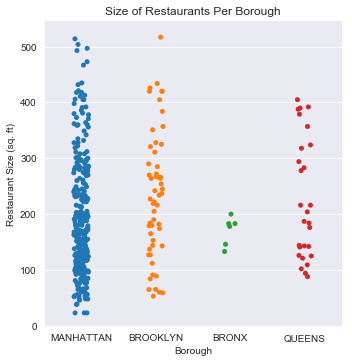 Size of Restaurants Per Borough
Restaurant Size (sq. ft)
500
400
300
200
100
0
MANHATTAN BROOKLYN BRONX QUEENS
Borough